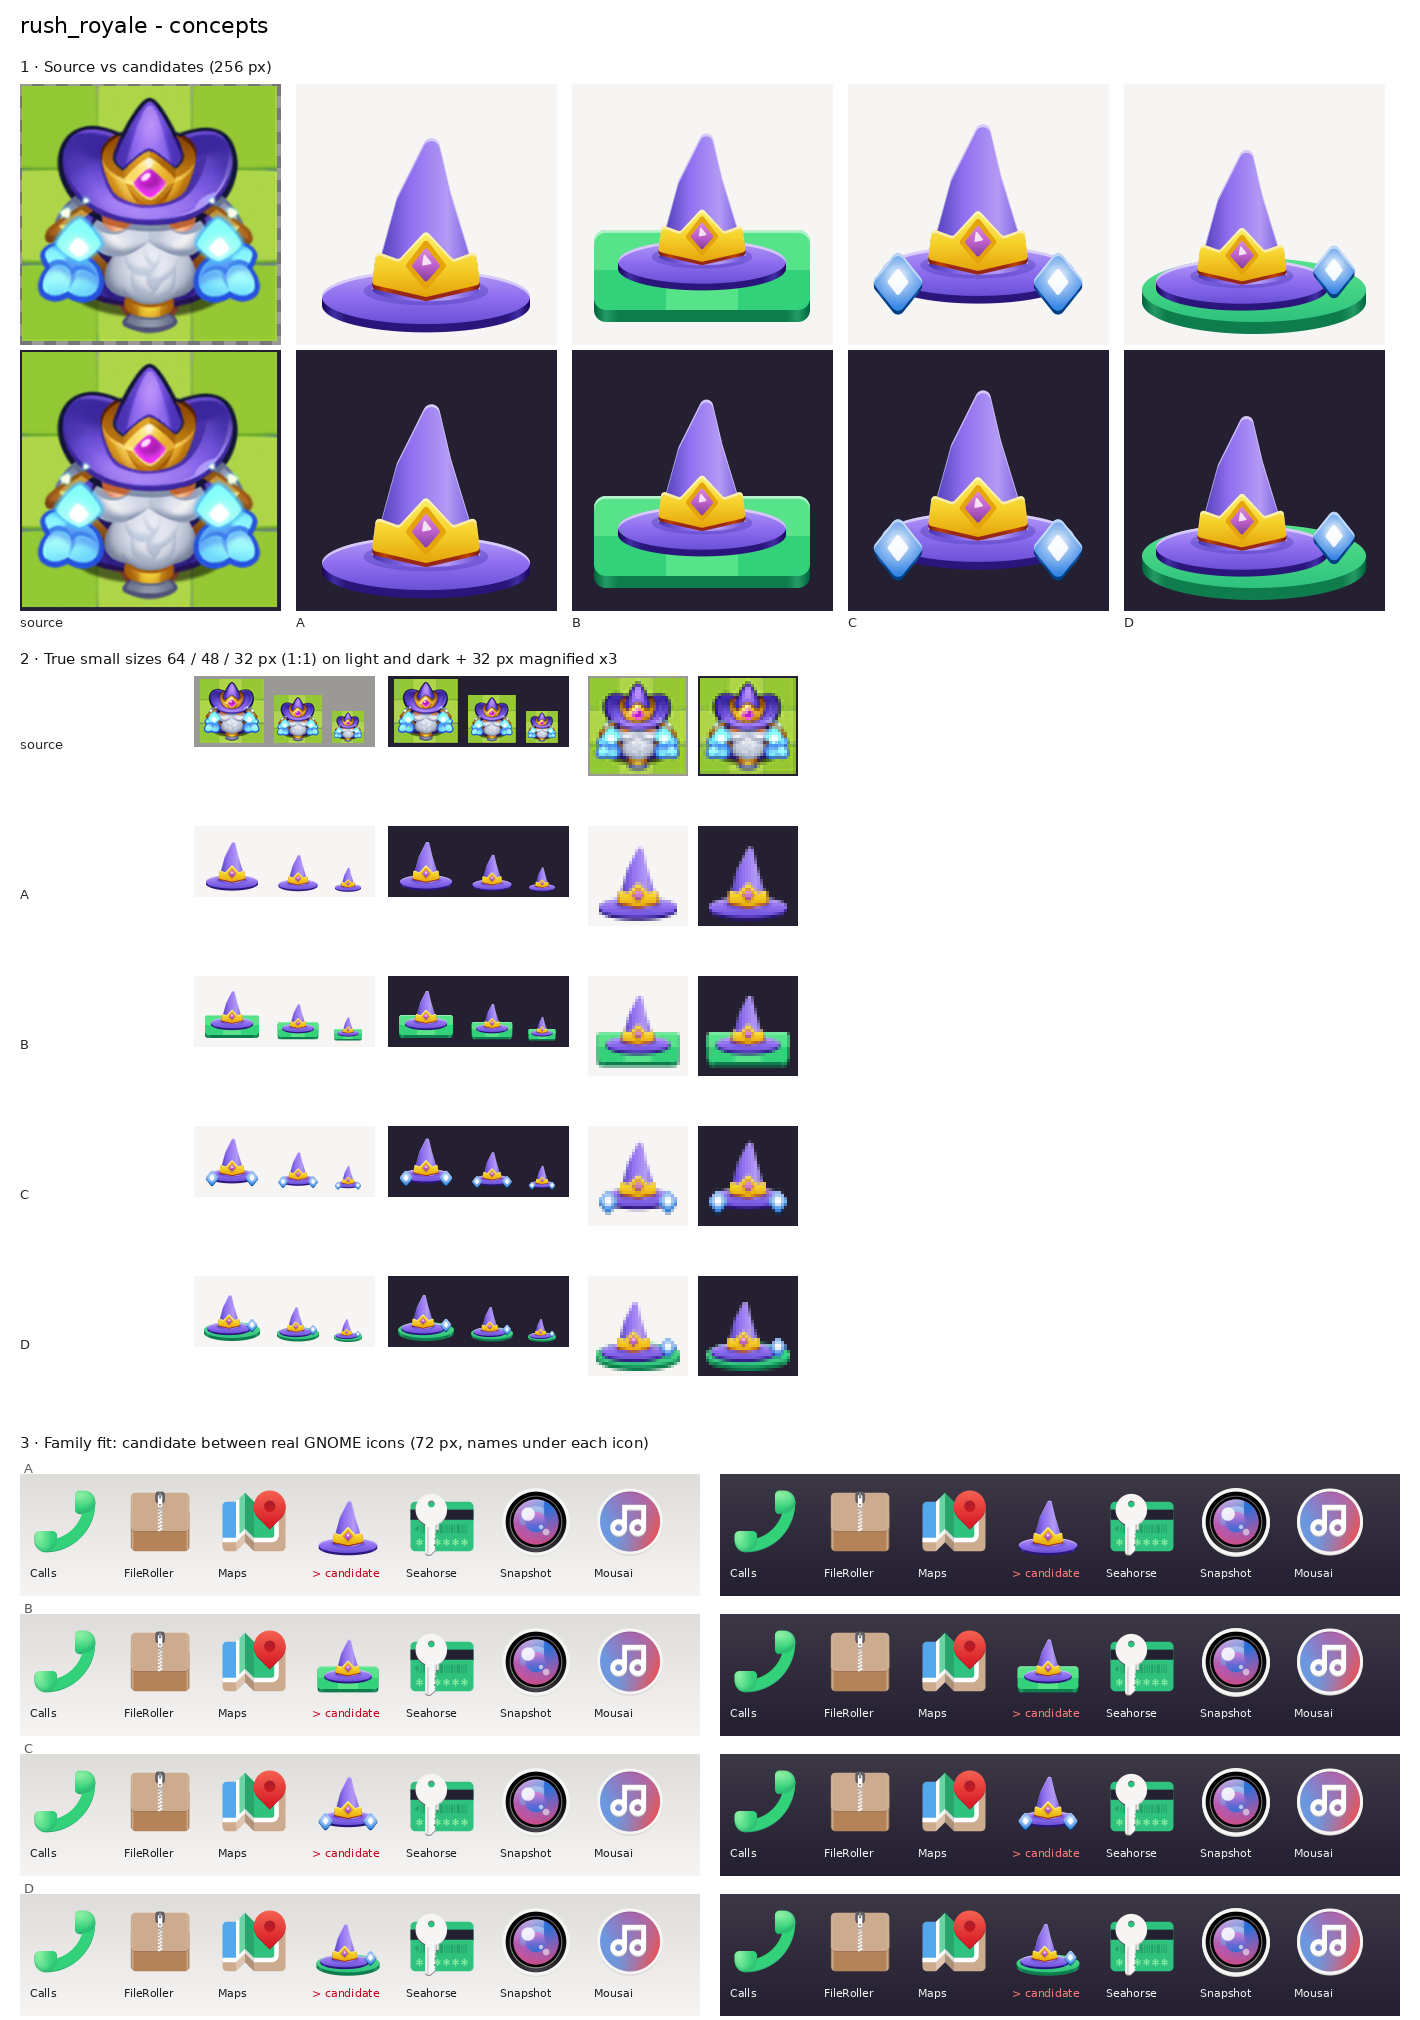 rush_royale - concepts
1 · Source vs candidates (256 px)
source
A
B
C
D
2 · True small sizes 64 / 48 / 32 px (1:1) on light and dark + 32 px magnified x3
source
A
B
C
D
3 · Family fit: candidate between real GNOME icons (72 px, names under each icon)
A
Calls FileRoller Maps > candidate Seahorse Snapshot Mousai Calls FileRoller Maps > candidate Seahorse Snapshot Mousai
B
Calls FileRoller Maps > candidate Seahorse Snapshot Mousai Calls FileRoller Maps > candidate Seahorse Snapshot Mousai
C
Calls FileRoller Maps > candidate Seahorse Snapshot Mousai Calls FileRoller Maps > candidate Seahorse Snapshot Mousai
D
Calls FileRoller Maps > candidate Seahorse Snapshot Mousai Calls FileRoller Maps > candidate Seahorse Snapshot Mousai